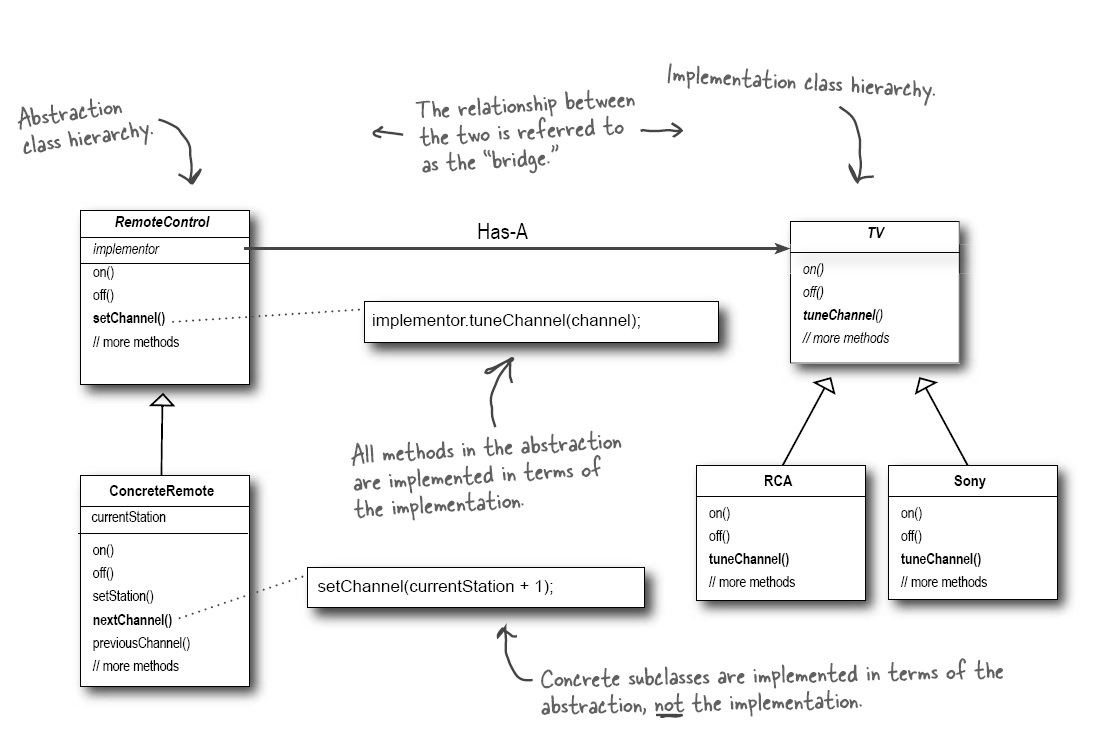 Abstraction
class hierarchy.
The relationship between
the two is referred to
as the “bridge.”
Implementation class hierarchy.
RemoteControl
implementor
on()
off()
setChannel()
// more methods
Has-A
TV
on()
off()
tuneChannel()
// more methods
implementor.tuneChannel(channel);
All methods in the abstraction
are implemented in terms of
the implementation.
ConcreteRemote
currentStation
on()
off()
setStation()
nextChannel()
previousChannel()
// more methods
setChannel(currentStation + 1);
Concrete subclasses are implemented in terms of the
abstraction, not the implementation.
RCA
on()
off()
tuneChannel()
// more methods
Sony
on()
off()
tuneChannel()
// more methods